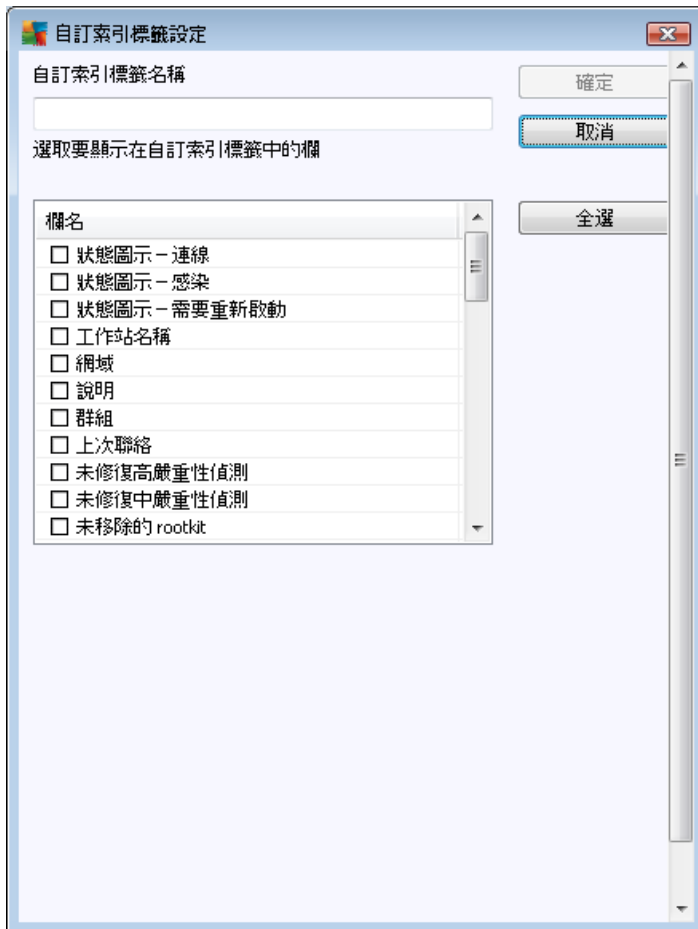 自訂索引標籤設定
自訂索引標籤名稱
確定
取消
選取要顯示在自訂索引標籤中的欄
全選
欄名
狀態圖示－連線
狀態圖示－感染
狀態圖示－需要重新啟動
工作站名稱
網域
說明
群組
上次聯絡
未修復高嚴重性偵測
未修復中嚴重性偵測
未移除的 rootkit